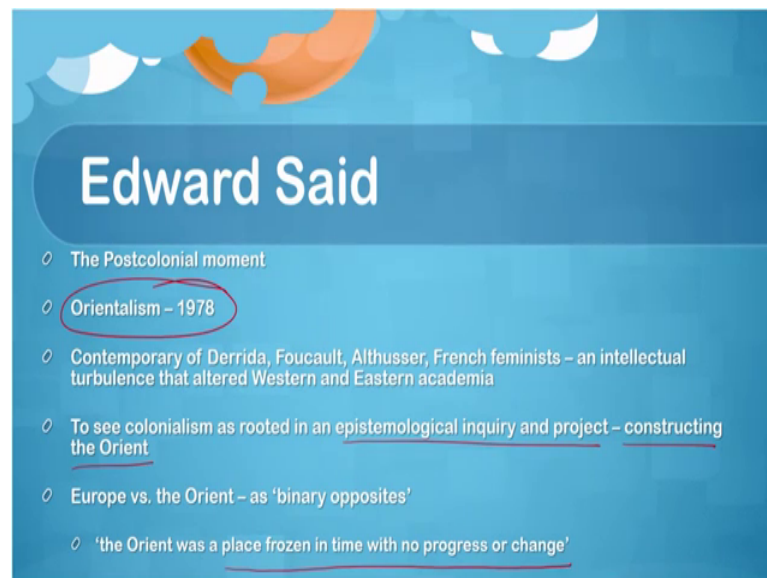 Edward Said
The Postcolonial moment
Orientalism – 1978
Contemporary of Derrida, Foucault, Althusser, French feminists – an intellectual
turbulence that altered Western and Eastern academia
To see colonialism as rooted in an epistemological inquiry and project – constructing
the Orient
Europe vs. the Orient – as ‘binary opposites’
‘the Orient was a place frozen in time with no progress or change’